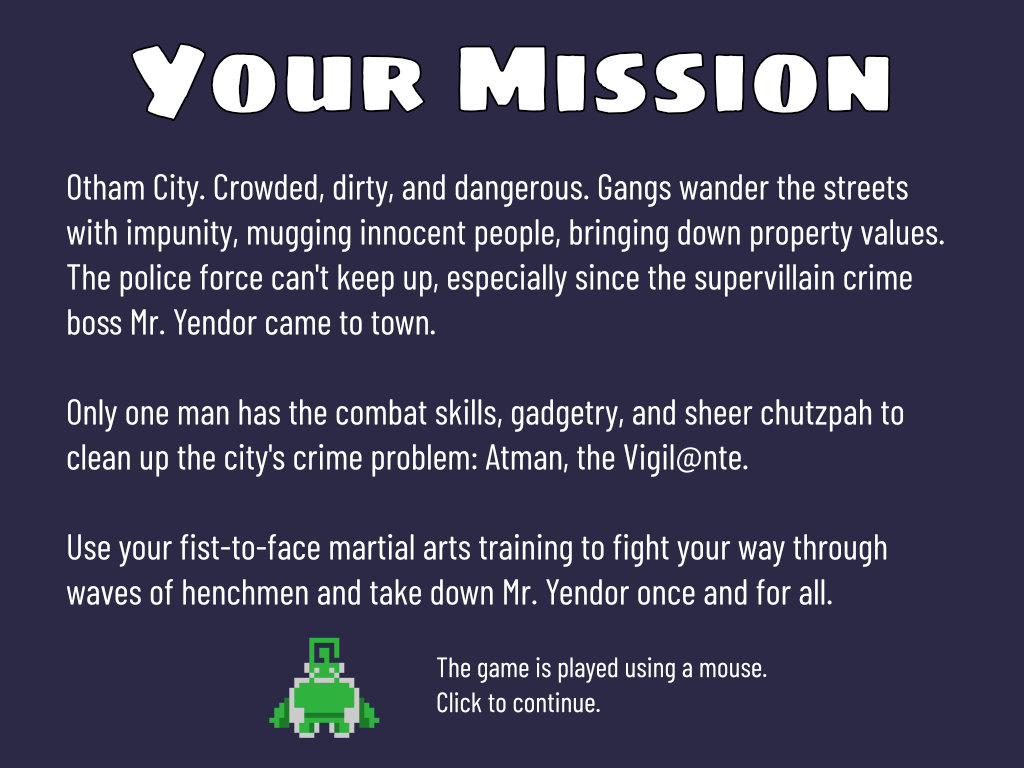 Your Mission
Otham City. Crowded, dirty, and dangerous. Gangs wander the streets
with impunity, mugging innocent people, bringing down property values.
The police force can't keep up, especially since the supervillain crime
boss Mr. Yendor came to town.
Only one man has the combat skills, gadgetry, and sheer chutzpah to
clean up the city's crime problem: Atman, the Vigil@nte.
Use your fist-to-face martial arts training to fight your way through
waves of henchmen and take down Mr. Yendor once and for all.
The game is played using a mouse.
Click to continue.